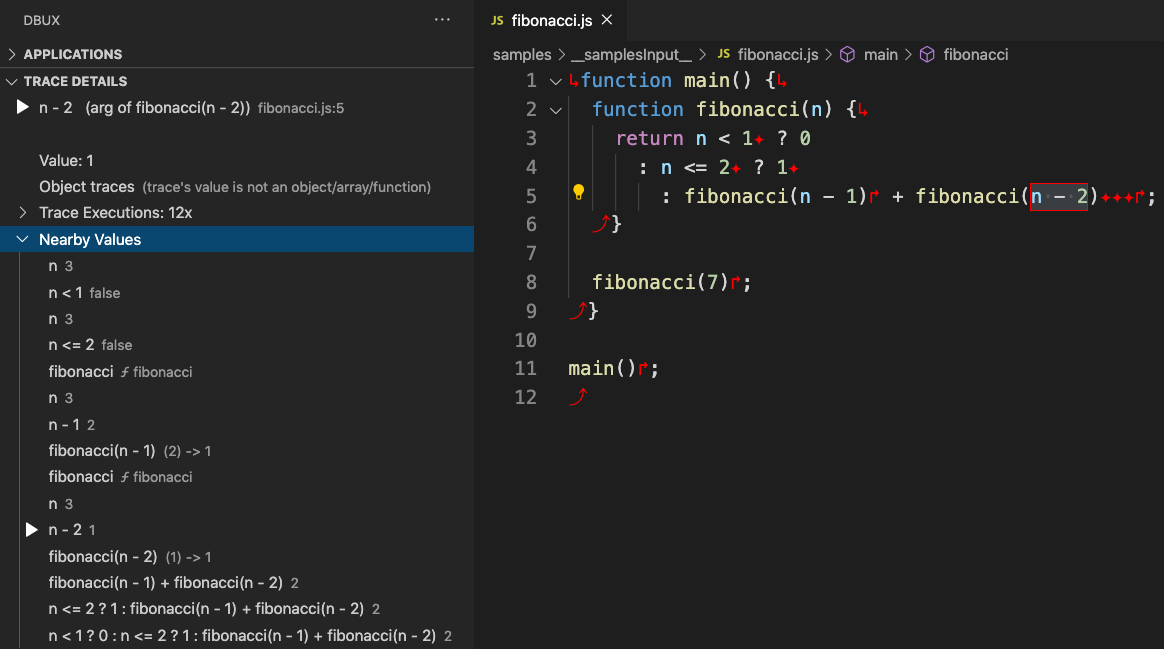 DBUX ···
APPLICATIONS
TRACE DETAILS
n - 2 (arg of fibonacci(n - 2)) fibonacci.js:5
Value: 1
Object traces (trace's value is not an object/array/function)
Trace Executions: 12x
Nearby Values
n 3
n < 1 false
n 3
n <= 2 false
fibonacci ƒ fibonacci
n 3
n - 1 2
fibonacci(n - 1) (2) -> 1
fibonacci ƒ fibonacci
n 3
n - 2 1
fibonacci(n - 2) (1) -> 1
fibonacci(n - 1) + fibonacci(n - 2) 2
n <= 2 ? 1 : fibonacci(n - 1) + fibonacci(n - 2) 2
n < 1 ? 0 : n <= 2 ? 1 : fibonacci(n - 1) + fibonacci(n - 2) 2
JS fibonacci.js ×
samples > __samplesInput__ > JS fibonacci.js > main > fibonacci
1 ↳function main() {↳
2 function fibonacci(n) {↳
3 return n < 1✦ ? 0
4 : n <= 2✦ ? 1✦
5 : fibonacci(n - 1)↱ + fibonacci(n - 2)✦✦✦↱;
6 ⤴}
7
8 fibonacci(7)↱;
9 ⤴}
10
11 main()↱;
12 ⤴